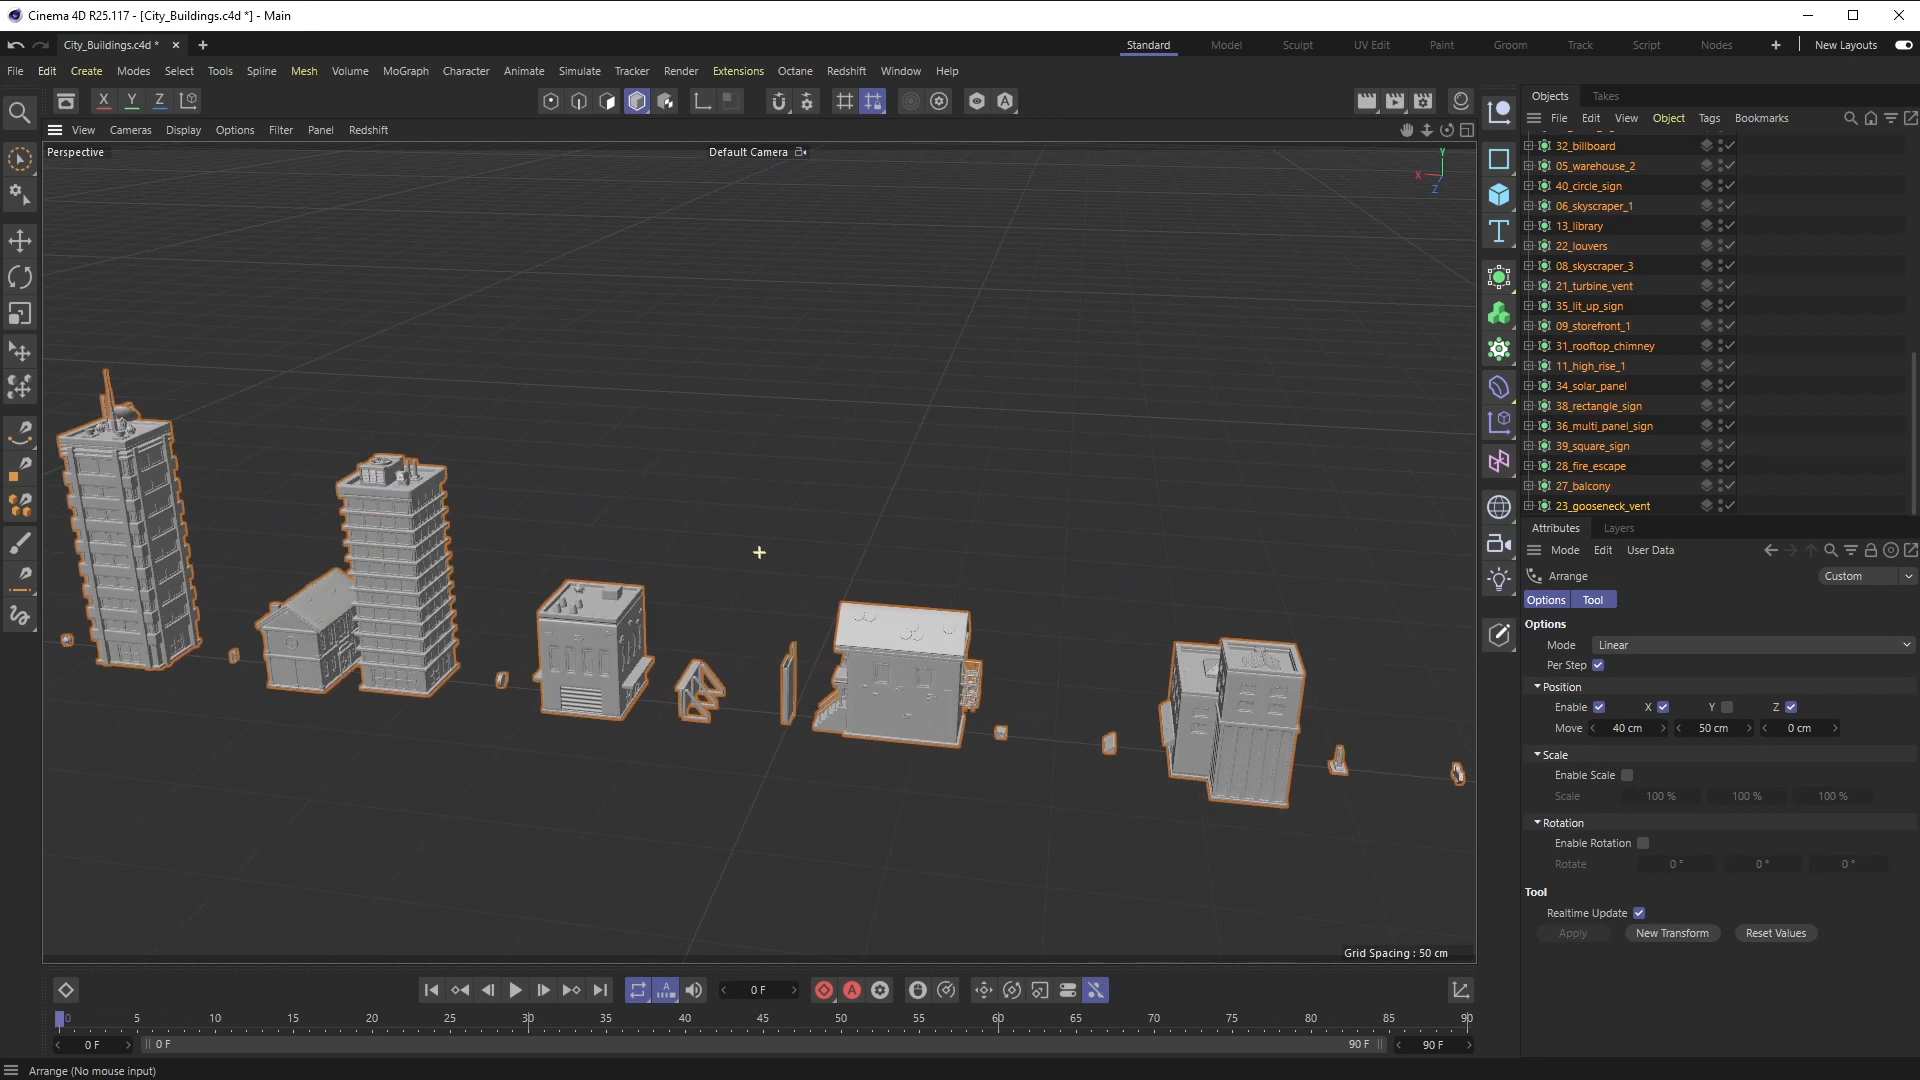 Cinema 4D R25.117 - [City_Buildings.c4d *] - Main
City_Buildings.c4d *
Standard Model Sculpt UV Edit Paint Groom Track Script Nodes New Layouts
File Edit Create Modes Select Tools Spline Mesh Volume MoGraph Character Animate Simulate Tracker Render Extensions Octane Redshift Window Help
X Y Z
View Cameras Display Options Filter Panel Redshift
Perspective
Default Camera
Y
X
Z
Grid Spacing : 50 cm
Objects Takes
File Edit View Object Tags Bookmarks
32_billboard
05_warehouse_2
40_circle_sign
06_skyscraper_1
13_library
22_louvers
08_skyscraper_3
21_turbine_vent
35_lit_up_sign
09_storefront_1
31_rooftop_chimney
11_high_rise_1
34_solar_panel
38_rectangle_sign
36_multi_panel_sign
39_square_sign
28_fire_escape
27_balcony
23_gooseneck_vent
Attributes Layers
Mode Edit User Data
Arrange Custom
Options Tool
Options
Mode Linear
Per Step
Position
Enable X Y Z
Move 40 cm 50 cm 0 cm
Scale
Enable Scale
Scale 100 % 100 % 100 %
Rotation
Enable Rotation
Rotate 0 ° 0 ° 0 °
Tool
Realtime Update
Apply New Transform Reset Values
0 F
0 5 10 15 20 25 30 35 40 45 50 55 60 65 70 75 80 85 90
0 F 0 F 90 F 90 F
Arrange (No mouse input)